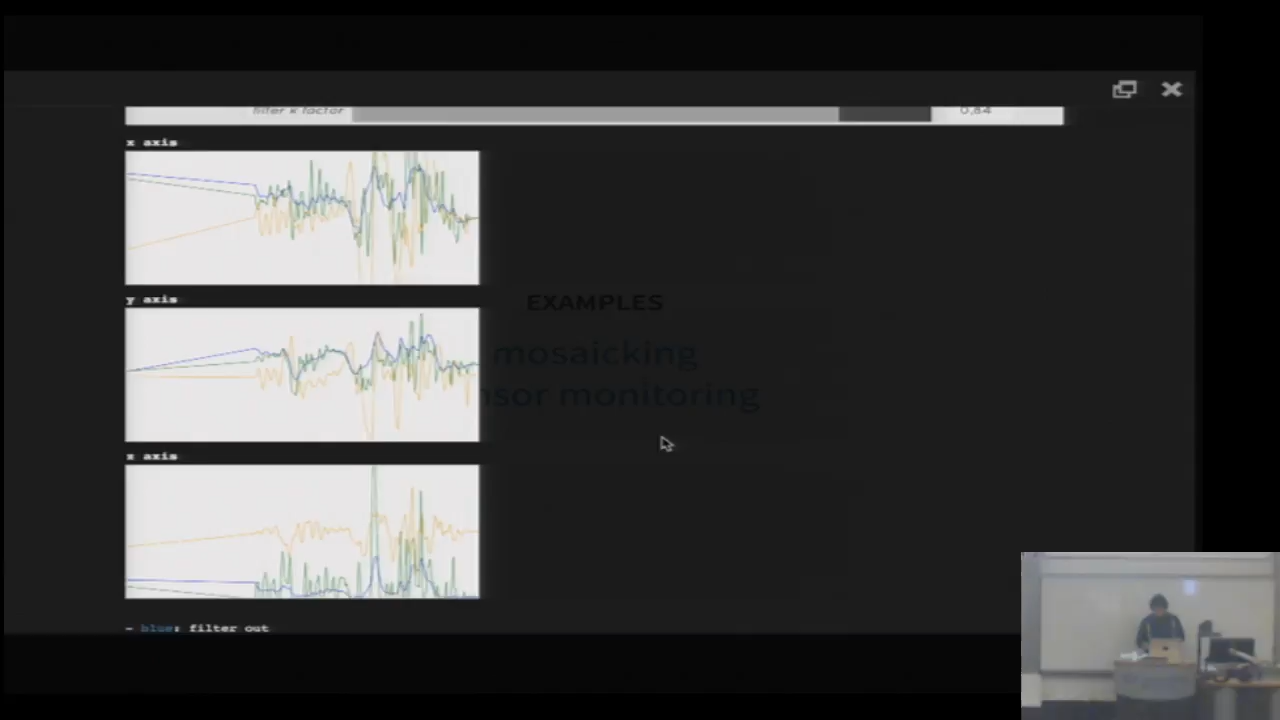 filter K factor 0,84
x axis
y axis
EXAMPLES
mosaicking
nsor monitoring
z axis
- blue: filter out